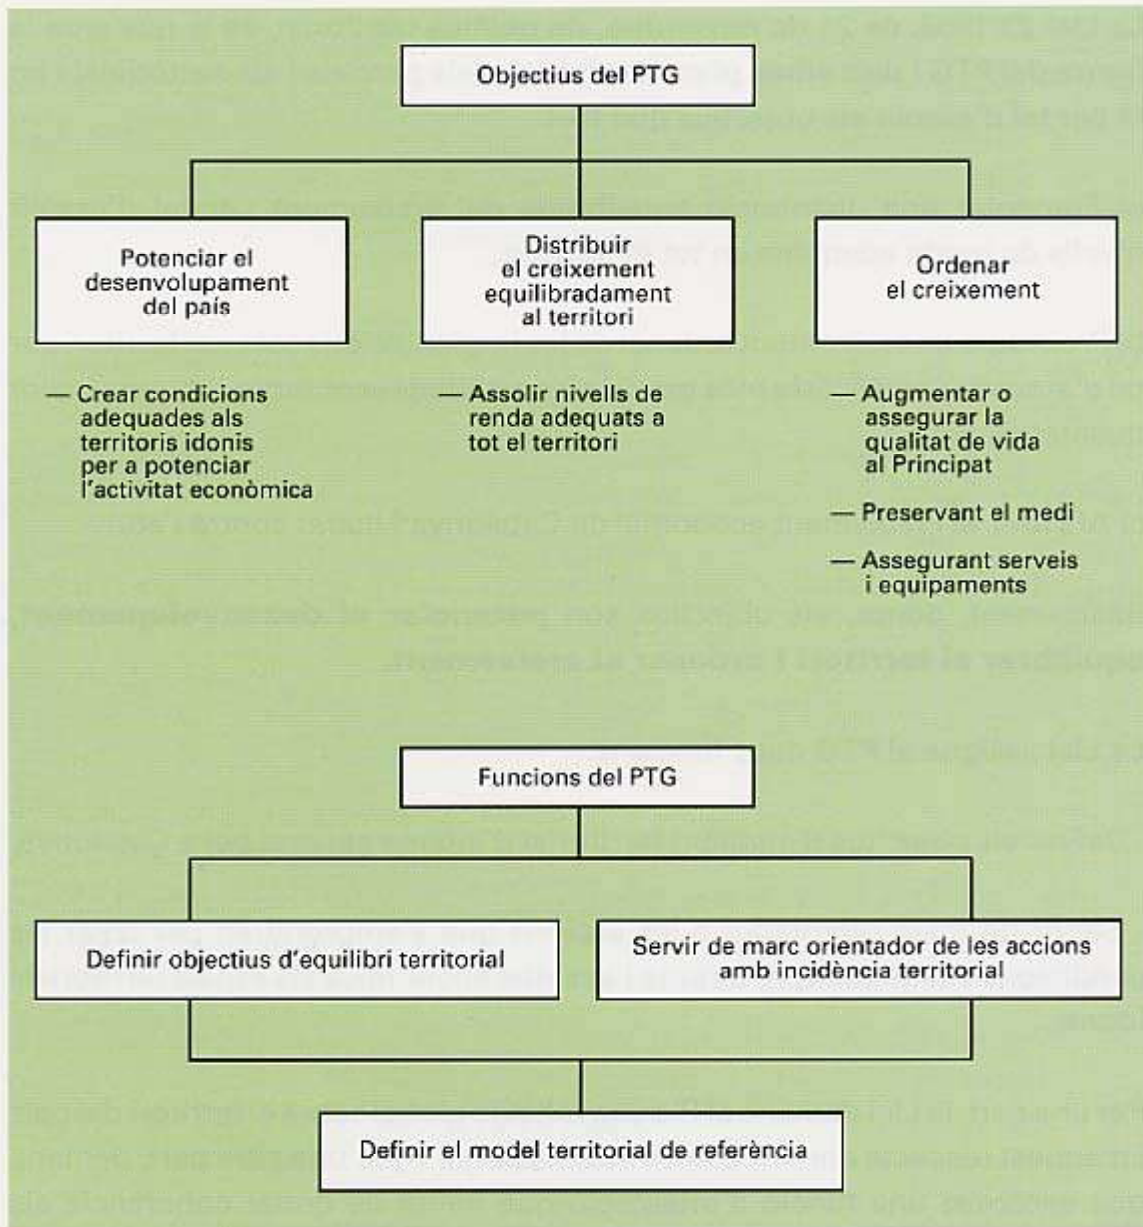 Objectius del PTG
Potenciar el
desenvolupament
del país
Distribuir
el creixement
equilibradament
al territori
Ordenar
el creixement
— Crear condicions
adequades als
territoris idonis
per a potenciar
l'activitat econòmica
— Assolir nivells de
renda adequats a
tot el territori
— Augmentar o
assegurar la
qualitat de vida
al Principat
— Preservant el medi
— Assegurant serveis
i equipaments
Funcions del PTG
Definir objectius d'equilibri territorial
Servir de marc orientador de les accions
amb incidència territorial
Definir el model territorial de referència